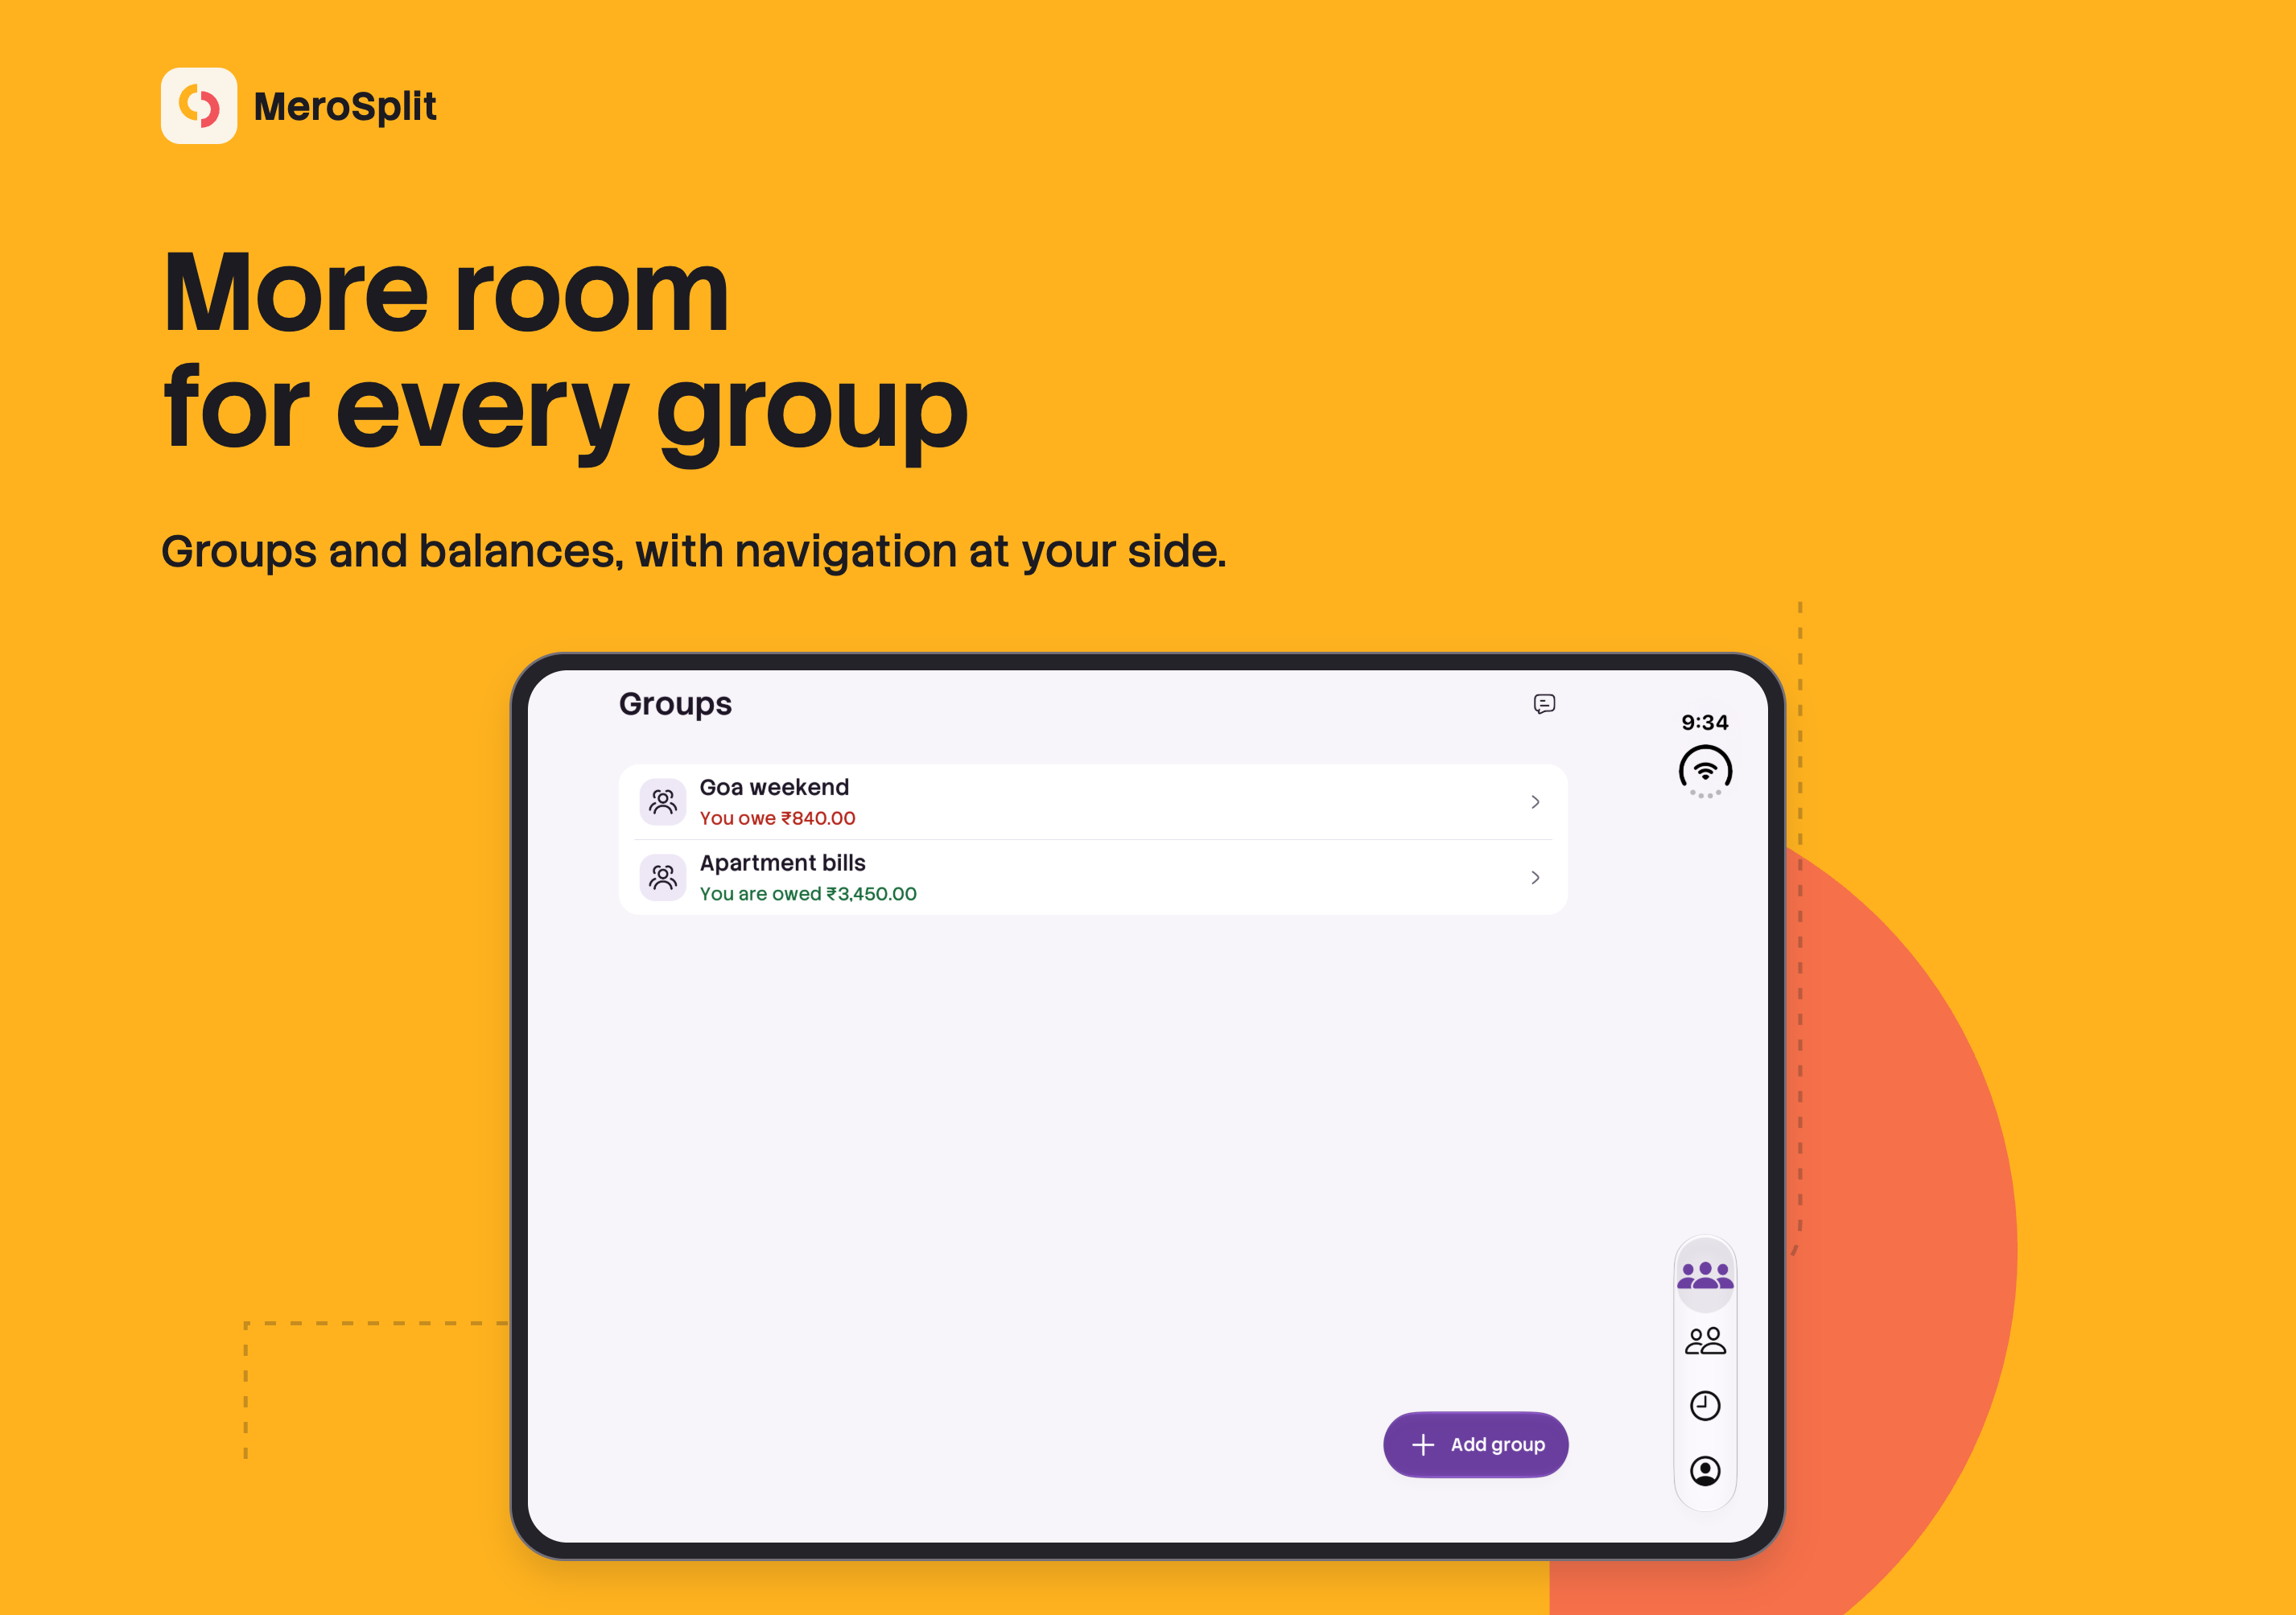 MeroSplit
More room
for every group
Groups and balances, with navigation at your side.
Groups
9:34
Goa weekend
You owe ₹840.00
Apartment bills
You are owed ₹3,450.00
Add group